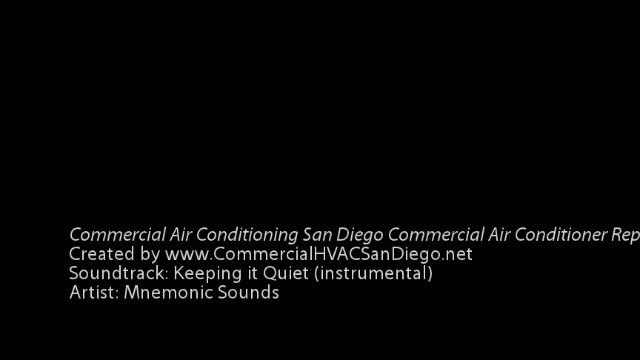 Commercial Air Conditioning San Diego Commercial Air Conditioner Rep
Created by www.CommercialHVACSanDiego.net
Soundtrack: Keeping it Quiet (instrumental)
Artist: Mnemonic Sounds